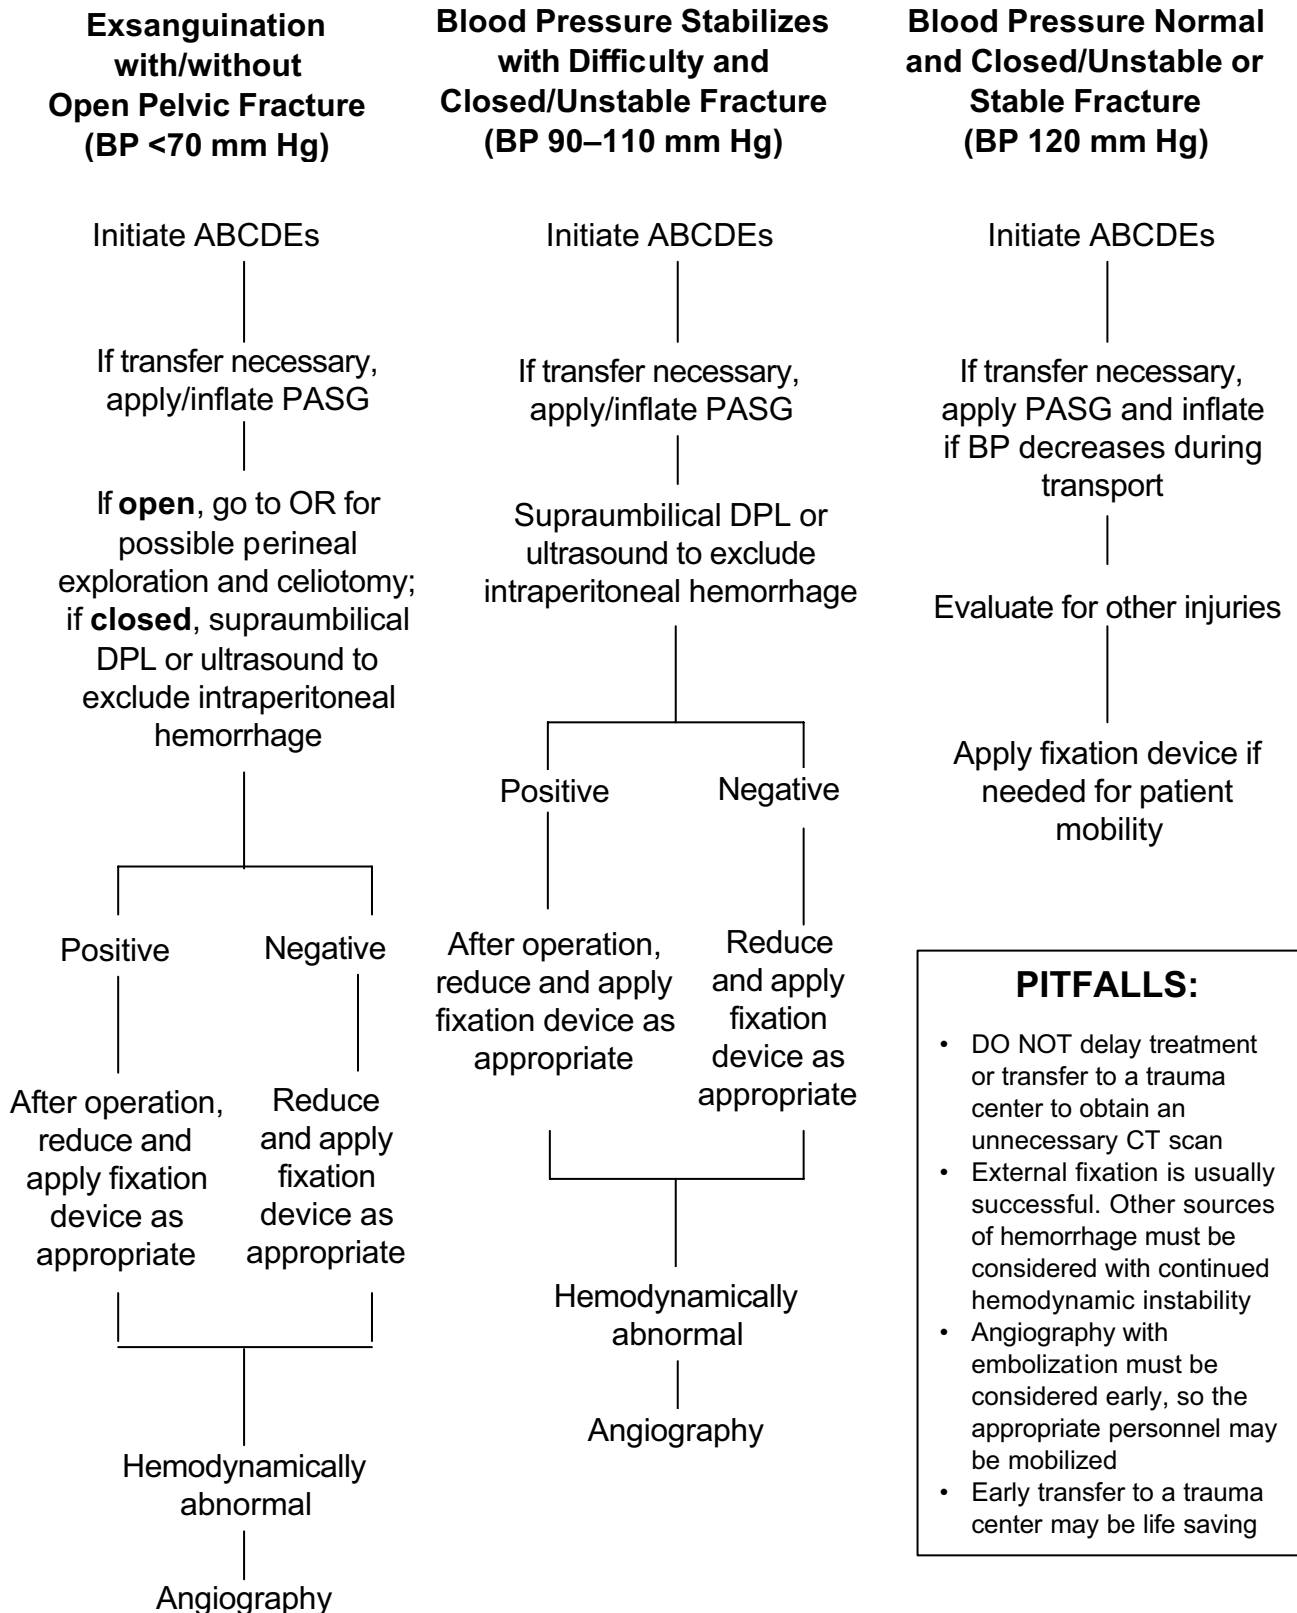 Exsanguination
with/without
Open Pelvic Fracture
(BP <70 mm Hg)
Initiate ABCDEs
If transfer necessary,
apply/inflate PASG
If open, go to OR for
possible perineal
exploration and celiotomy;
if closed, supraumbilical
DPL or ultrasound to
exclude intraperitoneal
hemorrhage
Positive
Negative
After operation,
reduce and
apply fixation
device as
appropriate
Reduce
and apply
fixation
device as
appropriate
Hemodynamically
abnormal
Angiography
Blood Pressure Stabilizes
with Difficulty and
Closed/Unstable Fracture
(BP 90–110 mm Hg)
Initiate ABCDEs
If transfer necessary,
apply/inflate PASG
Supraumbilical DPL or
ultrasound to exclude
intraperitoneal hemorrhage
Positive
Negative
After operation,
reduce and apply
fixation device as
appropriate
Reduce
and apply
fixation
device as
appropriate
Hemodynamically
abnormal
Angiography
Blood Pressure Normal
and Closed/Unstable or
Stable Fracture
(BP 120 mm Hg)
Initiate ABCDEs
If transfer necessary,
apply PASG and inflate
if BP decreases during
transport
Evaluate for other injuries
Apply fixation device if
needed for patient
mobility
PITFALLS:
• DO NOT delay treatment
or transfer to a trauma
center to obtain an
unnecessary CT scan
• External fixation is usually
successful. Other sources
of hemorrhage must be
considered with continued
hemodynamic instability
• Angiography with
embolization must be
considered early, so the
appropriate personnel may
be mobilized
• Early transfer to a trauma
center may be life saving